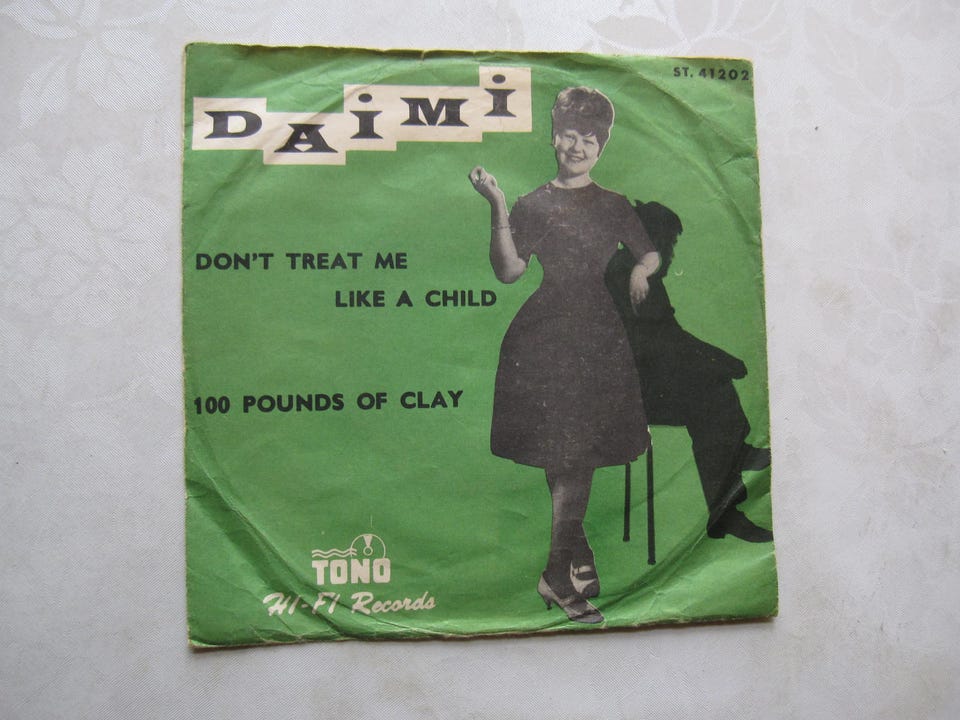 ST. 41202
DAiMi
DON'T TREAT ME
LIKE A CHILD
100 POUNDS OF CLAY
TONO
HI-FI Records